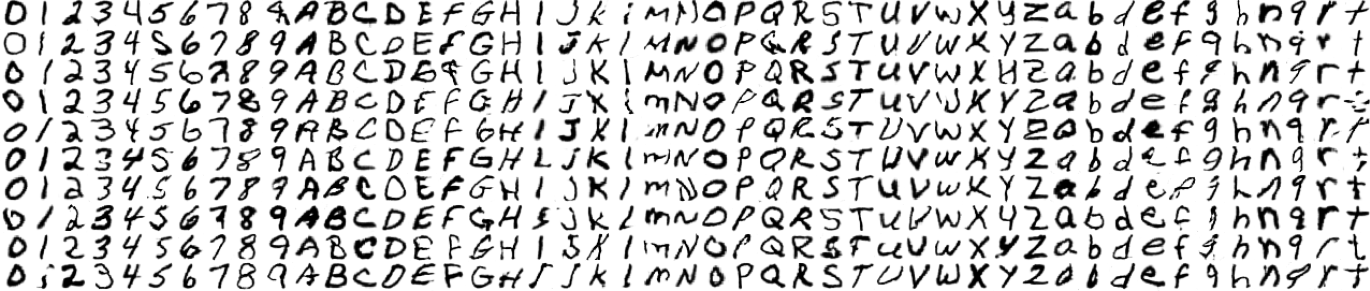 0 1 2 3 4 5 6 7 8 9 A B C D E F G H I J K l m N O P Q R S T U V W X Y Z a b d e f g h n q r t
0 1 2 3 4 5 6 7 8 9 A B C D E F G H I J K l M N O P Q R S T U V W X Y Z a b d e f g h n q r t
0 1 2 3 4 5 6 7 8 9 A B C D E F G H I J K l M N O P Q R S T U V W X Y Z a b d e f g h n q r t
0 1 2 3 4 5 6 7 8 9 A B C D E F G H I J K l m N O P Q R S T U V W X Y Z a b d e f g h n q r t
0 1 2 3 4 5 6 7 8 9 A B C D E F G H I J K l m N O P Q R S T U V W X Y Z a b d e f g h n q r t
0 1 2 3 4 5 6 7 8 9 A B C D E F G H L J K l m N O P Q R S T U V W X Y Z a b d e f g h n q r t
0 1 2 3 4 5 6 7 8 9 A B C D E F G H I J K l m N O P Q R S T U V W X Y Z a b d e f g h n q r t
0 1 2 3 4 5 6 7 8 9 A B C D E F G H I J K l m N O P Q R S T U V W X Y Z a b d e f g h n q r t
0 1 2 3 4 5 6 7 8 9 A B C D E F G H I J K l m N O P Q R S T U V W X Y Z a b d e f g h n q r t
0 j 2 3 4 5 6 7 8 9 A B C D E F G H I J K l M N O P Q R S T U V W X Y Z a b d e f g h n q r t